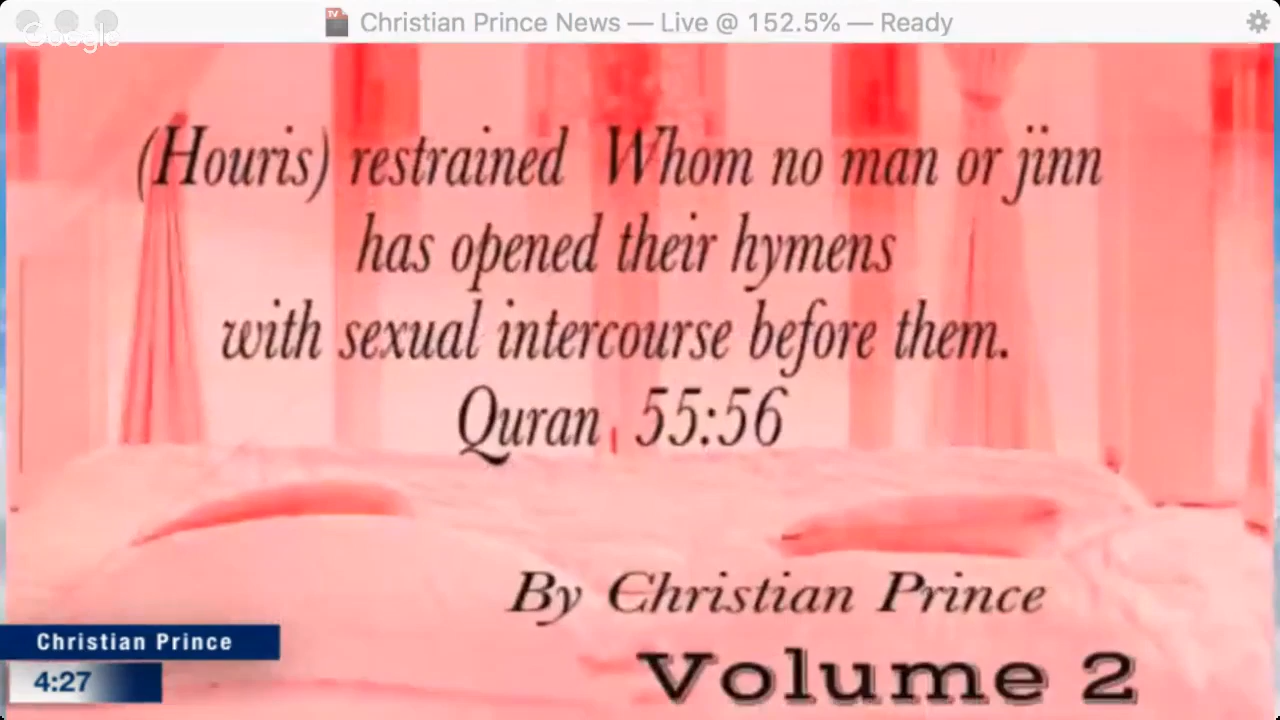 Christian Prince News — Live @ 152.5% — Ready
Google
(Houris) restrained Whom no man or jinn
has opened their hymens
with sexual intercourse before them.
Quran 55:56
By Christian Prince
Volume 2
Christian Prince
4:27